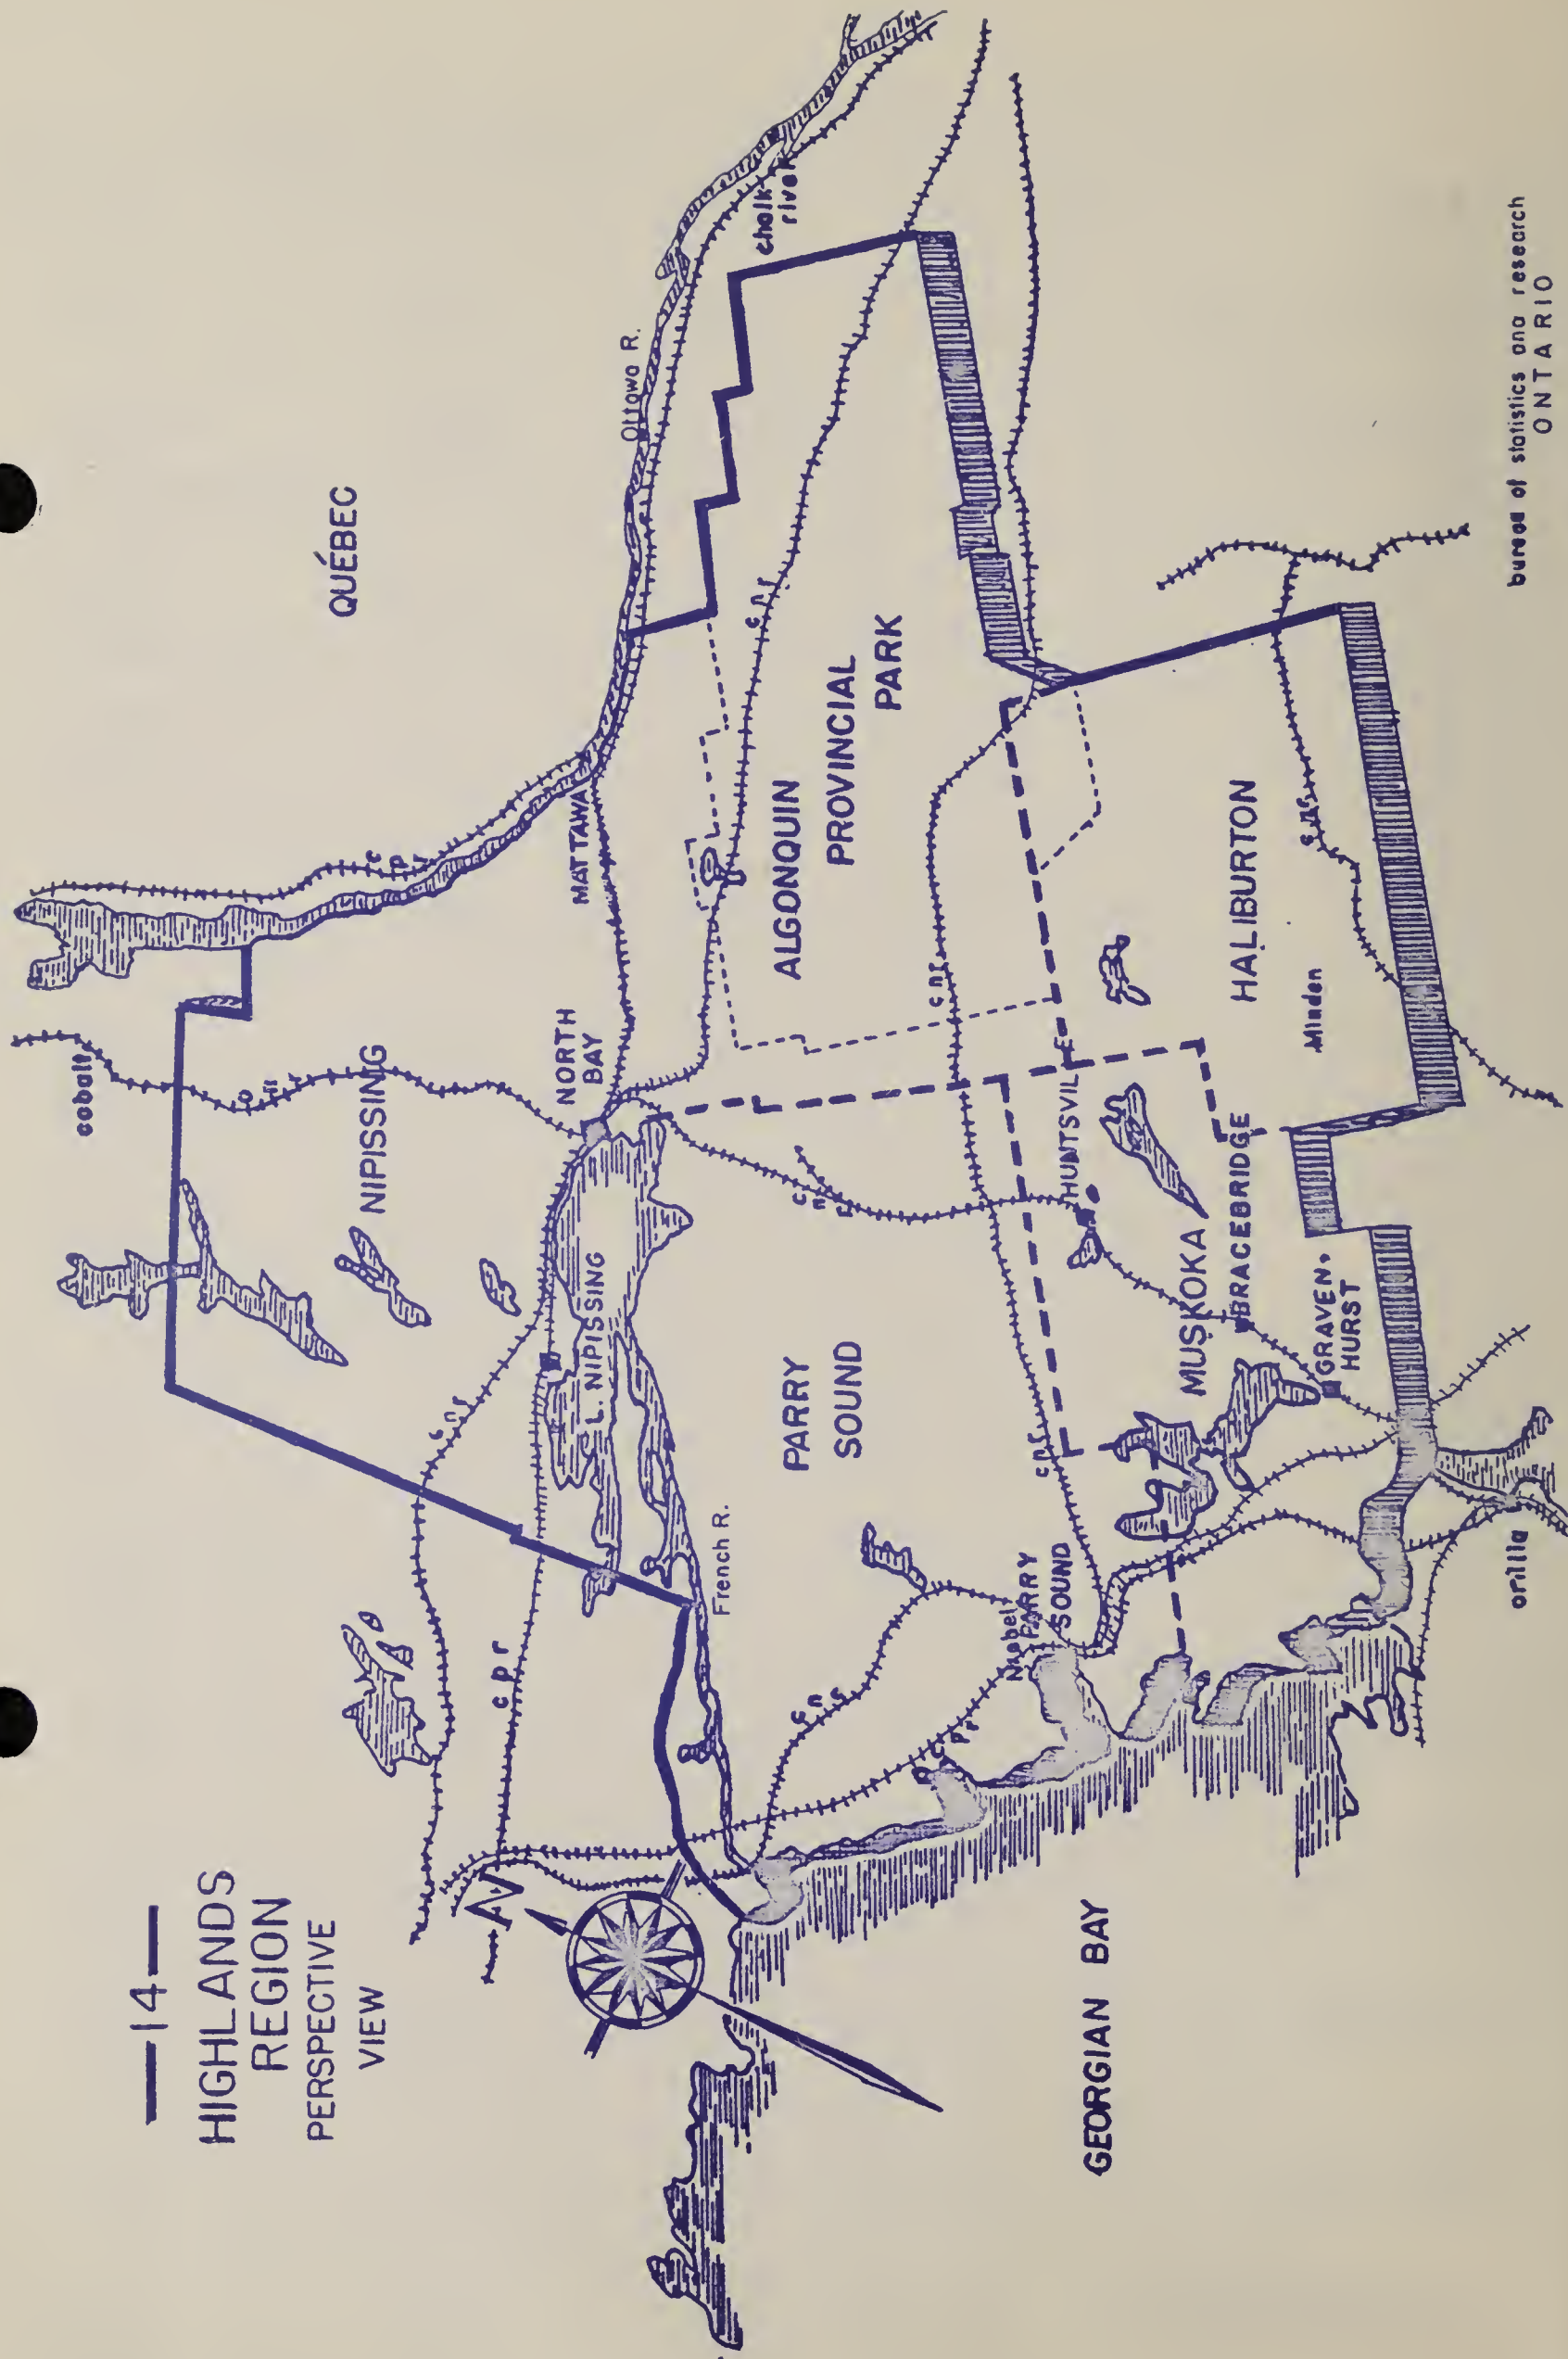 —14—
HIGHLANDS
REGION
PERSPECTIVE
VIEW
N
QUÉBEC
cobalt
o n r
NIPISSING
c p r
MATTAWA
Ottawa R.
chalk
river
NORTH
BAY
L. NIPISSING
c n r
c p r
French R.
c n r
ALGONQUIN
PROVINCIAL
PARK
c n r
PARRY
SOUND
c n r
c n r
c n r
c p r
Nobel
PARRY
SOUND
HUNTSVILLE
MUSKOKA
BRACEBRIDGE
GRAVEN.
HURST
HALIBURTON
Minden
c n r
orillia
GEORGIAN BAY
bureau of statistics and research
ONTARIO